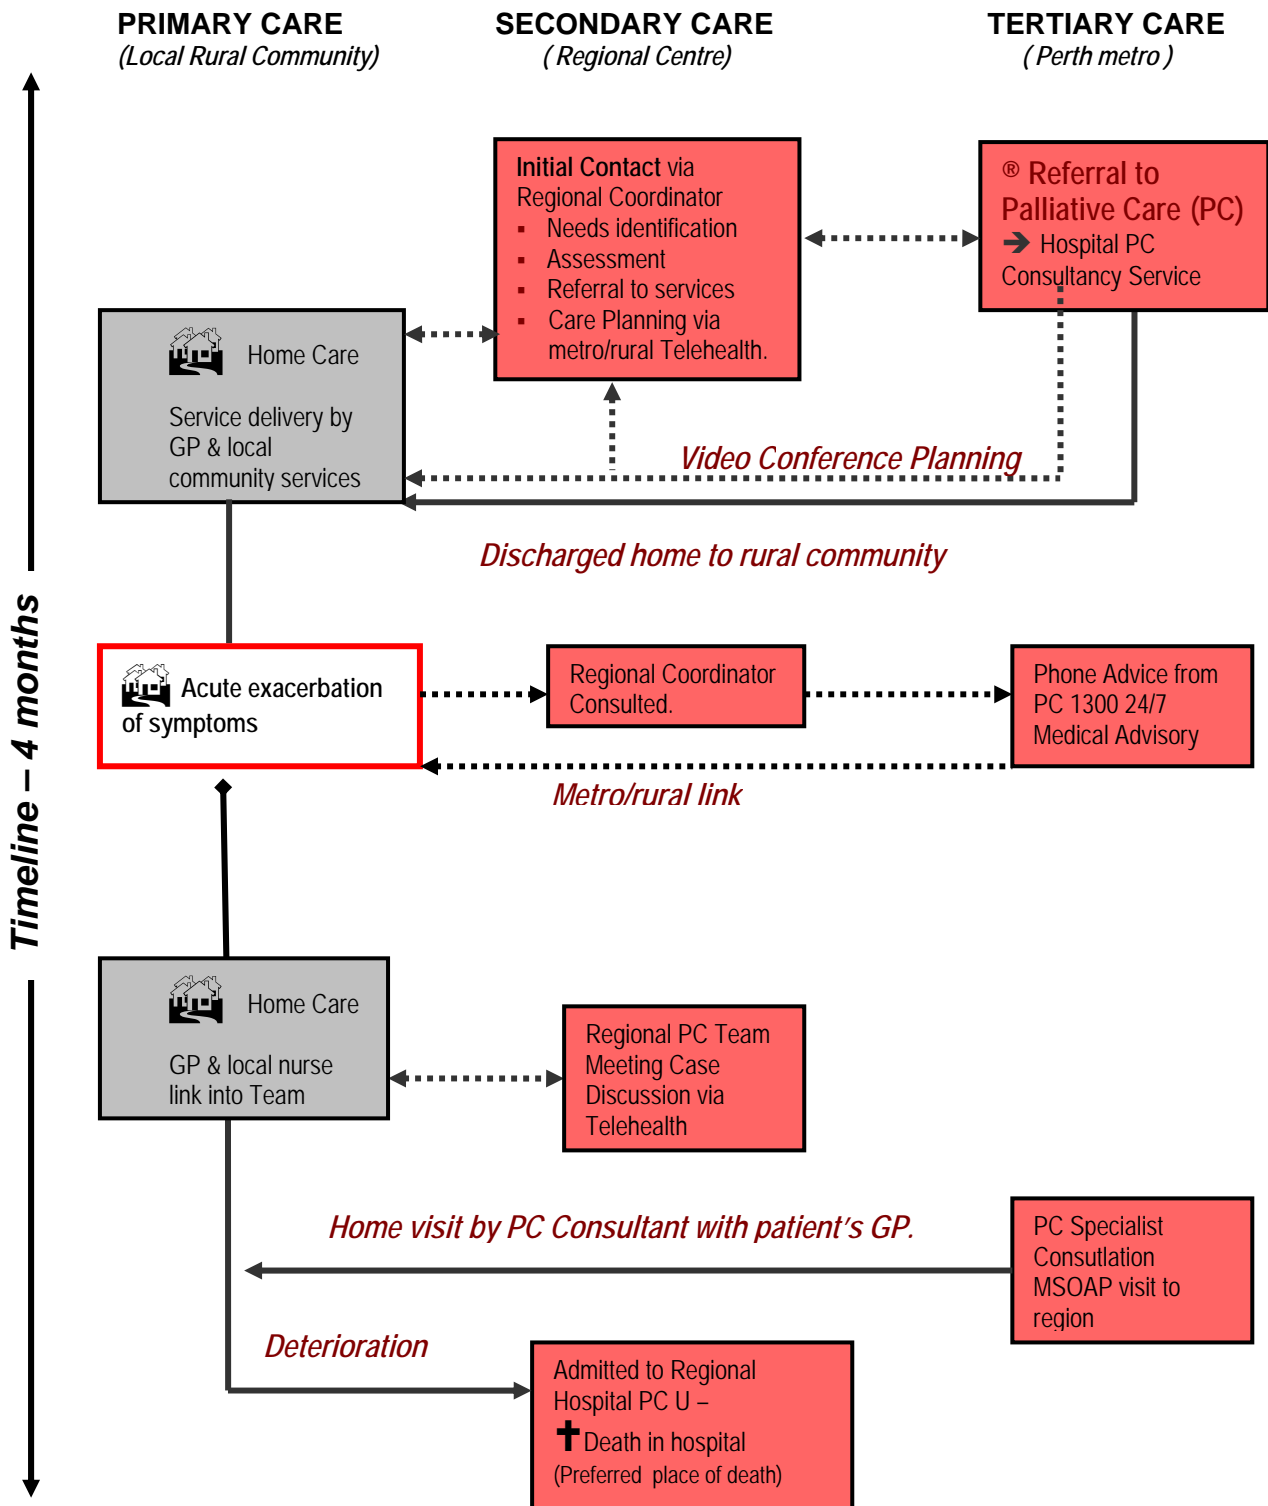 PRIMARY CARE
(Local Rural Community)
SECONDARY CARE
( Regional Centre)
TERTIARY CARE
( Perth metro )
Timeline – 4 months
Initial Contact via
Regional Coordinator
▪ Needs identification
▪ Assessment
▪ Referral to services
▪ Care Planning via
metro/rural Telehealth.
® Referral to
Palliative Care (PC)
➔ Hospital PC
Consultancy Service
Home Care
Service delivery by
GP & local
community services
Video Conference Planning
Discharged home to rural community
Acute exacerbation
of symptoms
Regional Coordinator
Consulted.
Phone Advice from
PC 1300 24/7
Medical Advisory
Metro/rural link
Home Care
GP & local nurse
link into Team
Regional PC Team
Meeting Case
Discussion via
Telehealth
Home visit by PC Consultant with patient's GP.
PC Specialist
Consutlation
MSOAP visit to
region
Deterioration
Admitted to Regional
Hospital PC U –
✝Death in hospital
(Preferred place of death)